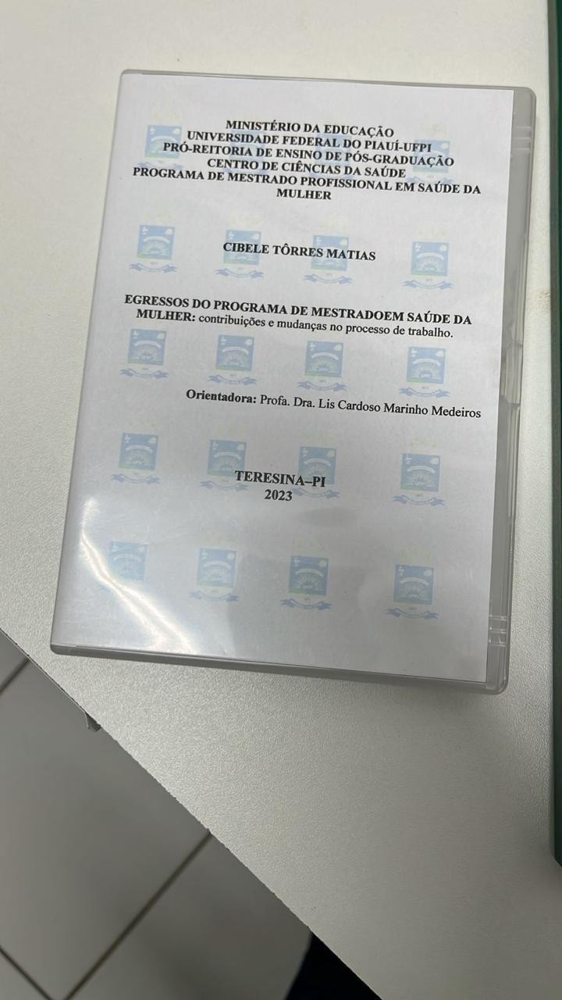 MINISTÉRIO DA EDUCAÇÃO
UNIVERSIDADE FEDERAL DO PIAUÍ-UFPI
PRÓ-REITORIA DE ENSINO DE PÓS-GRADUAÇÃO
CENTRO DE CIÊNCIAS DA SAÚDE
PROGRAMA DE MESTRADO PROFISSIONAL EM SAÚDE DA
MULHER
CIBELE TÔRRES MATIAS
EGRESSOS DO PROGRAMA DE MESTRADOEM SAÚDE DA
MULHER: contribuições e mudanças no processo de trabalho.
Orientadora: Profa. Dra. Lis Cardoso Marinho Medeiros
TERESINA–PI
2023